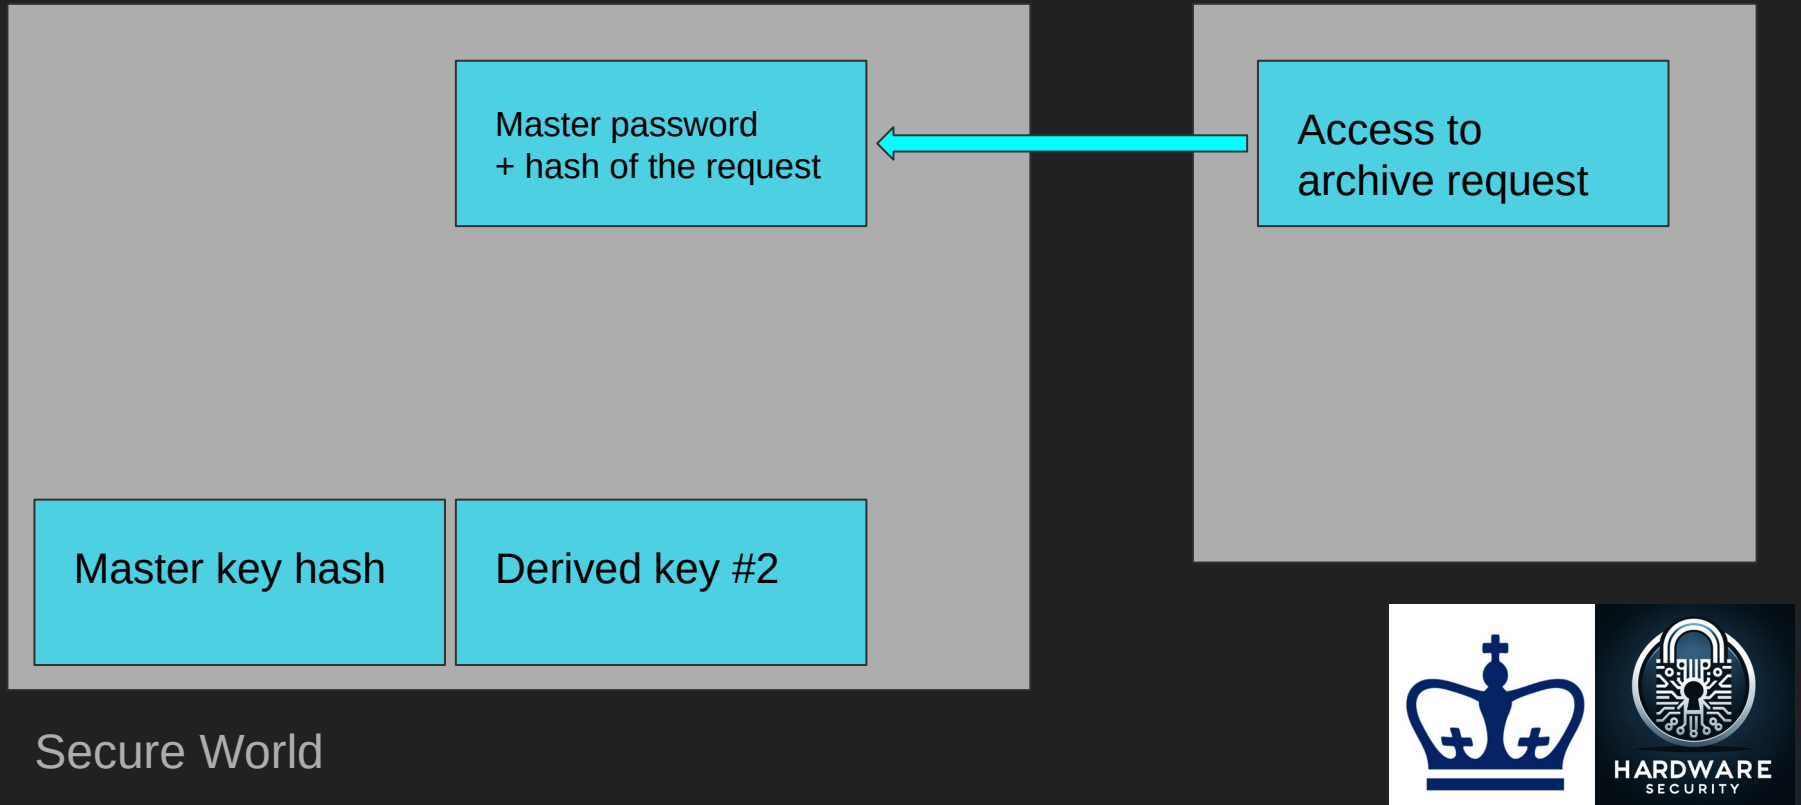 Master password
+ hash of the request
Access to
archive request
Master key hash
Derived key #2
Secure World
HARDWARE
SECURITY